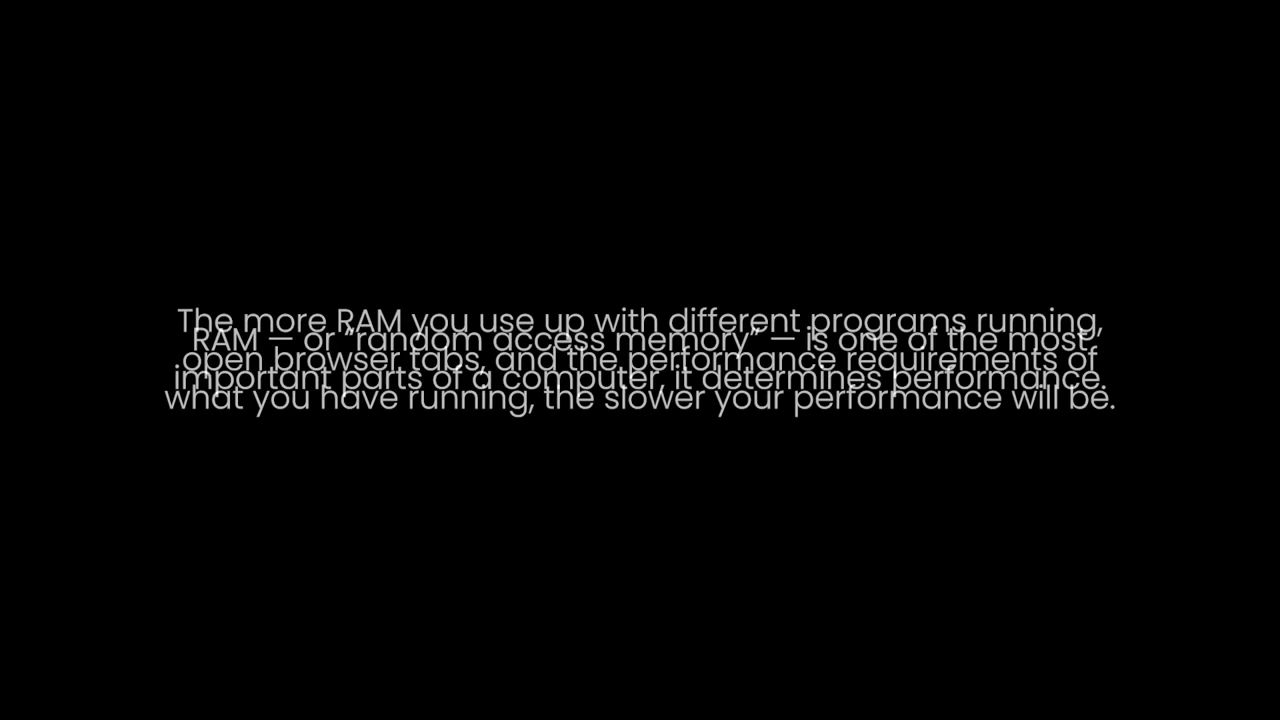 The more RAM you use up with different programs running,
RAM — or “random access memory” — is one of the most
open browser tabs, and the performance requirements of
important parts of a computer, it determines performance.
what you have running, the slower your performance will be.